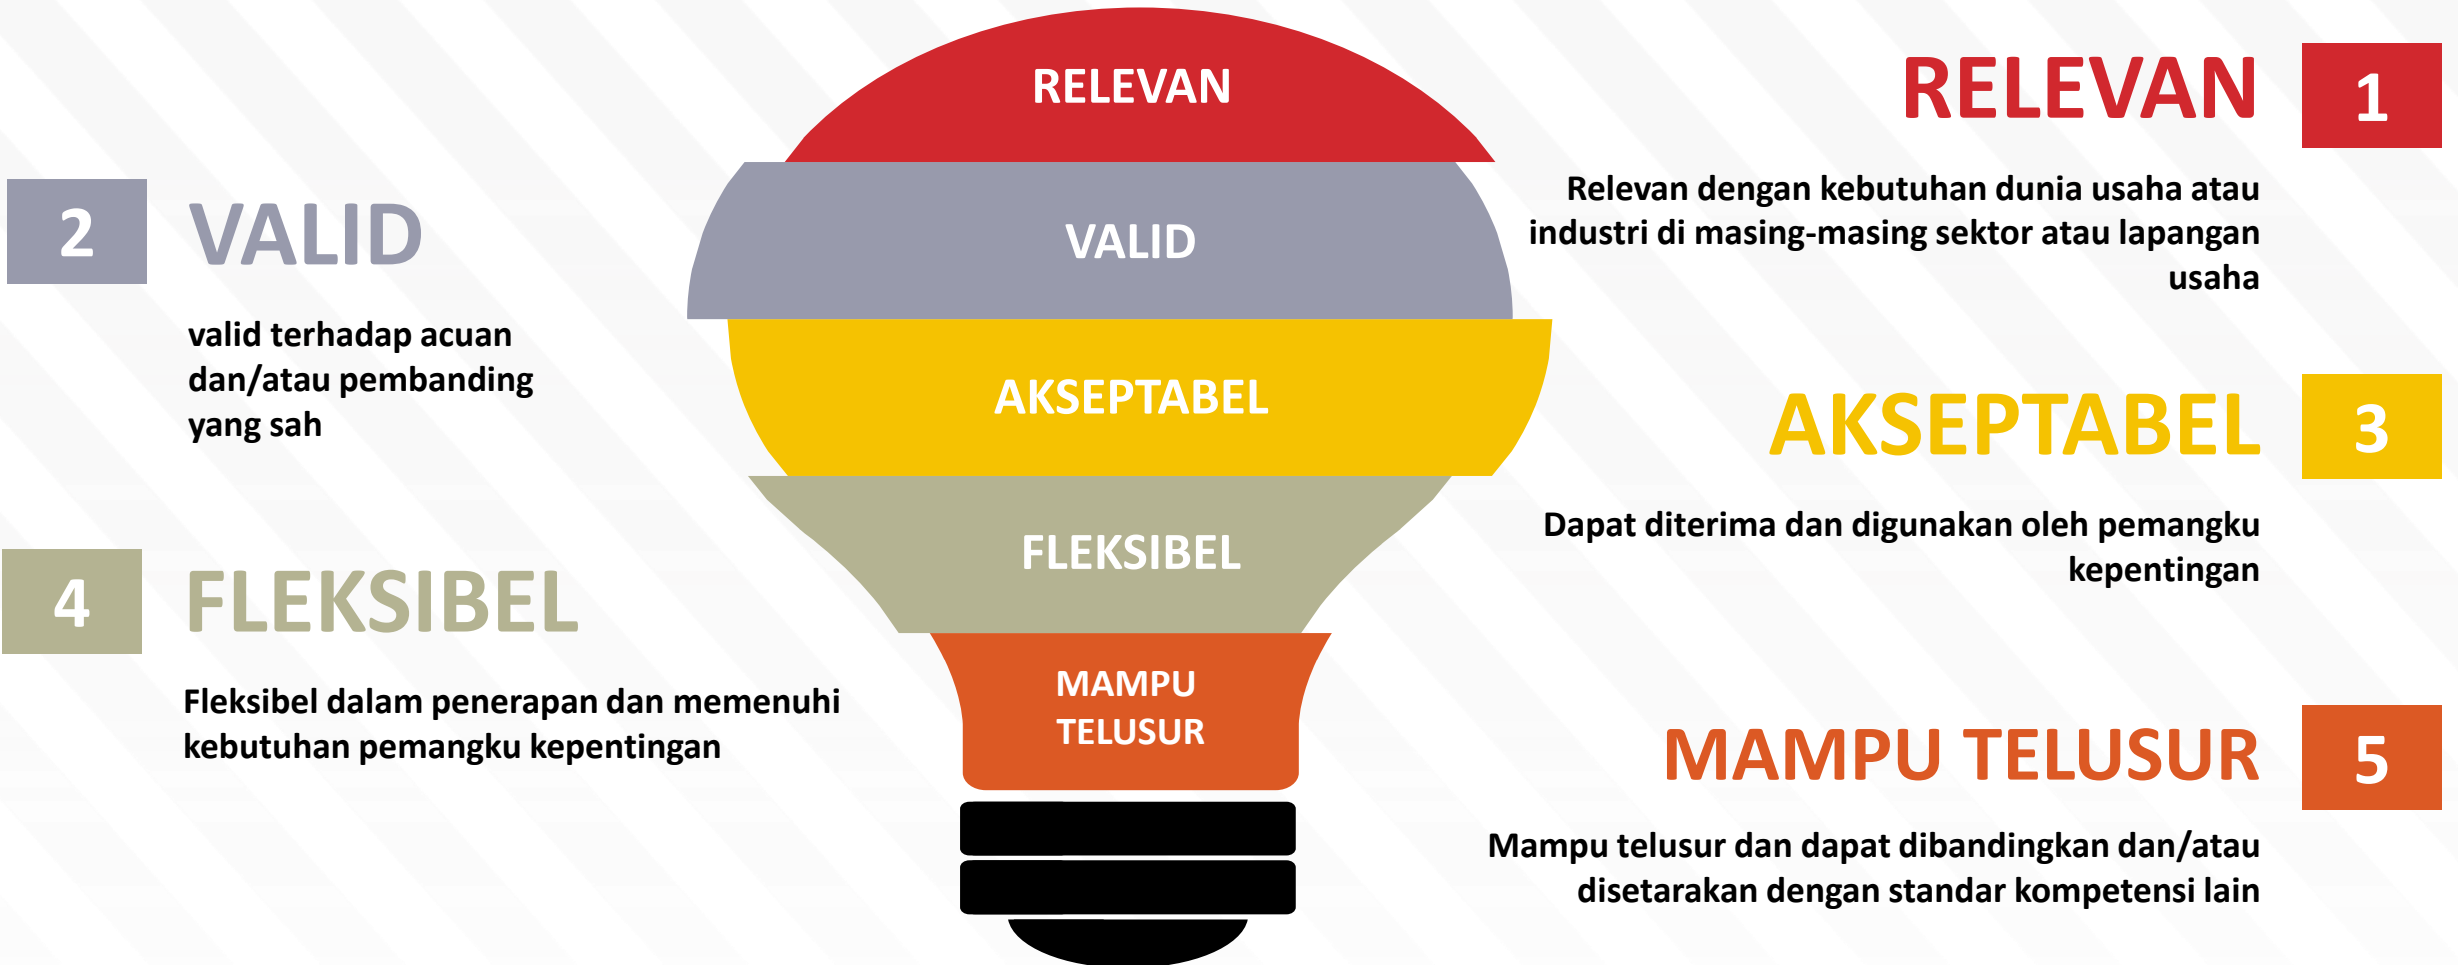 RELEVAN
VALID
AKSEPTABEL
FLEKSIBEL
MAMPU
TELUSUR
RELEVAN
1
Relevan dengan kebutuhan dunia usaha atau
industri di masing-masing sektor atau lapangan
usaha
2
VALID
valid terhadap acuan
dan/atau pembanding
yang sah
AKSEPTABEL
3
Dapat diterima dan digunakan oleh pemangku
kepentingan
4
FLEKSIBEL
Fleksibel dalam penerapan dan memenuhi
kebutuhan pemangku kepentingan
MAMPU TELUSUR
5
Mampu telusur dan dapat dibandingkan dan/atau
disetarakan dengan standar kompetensi lain